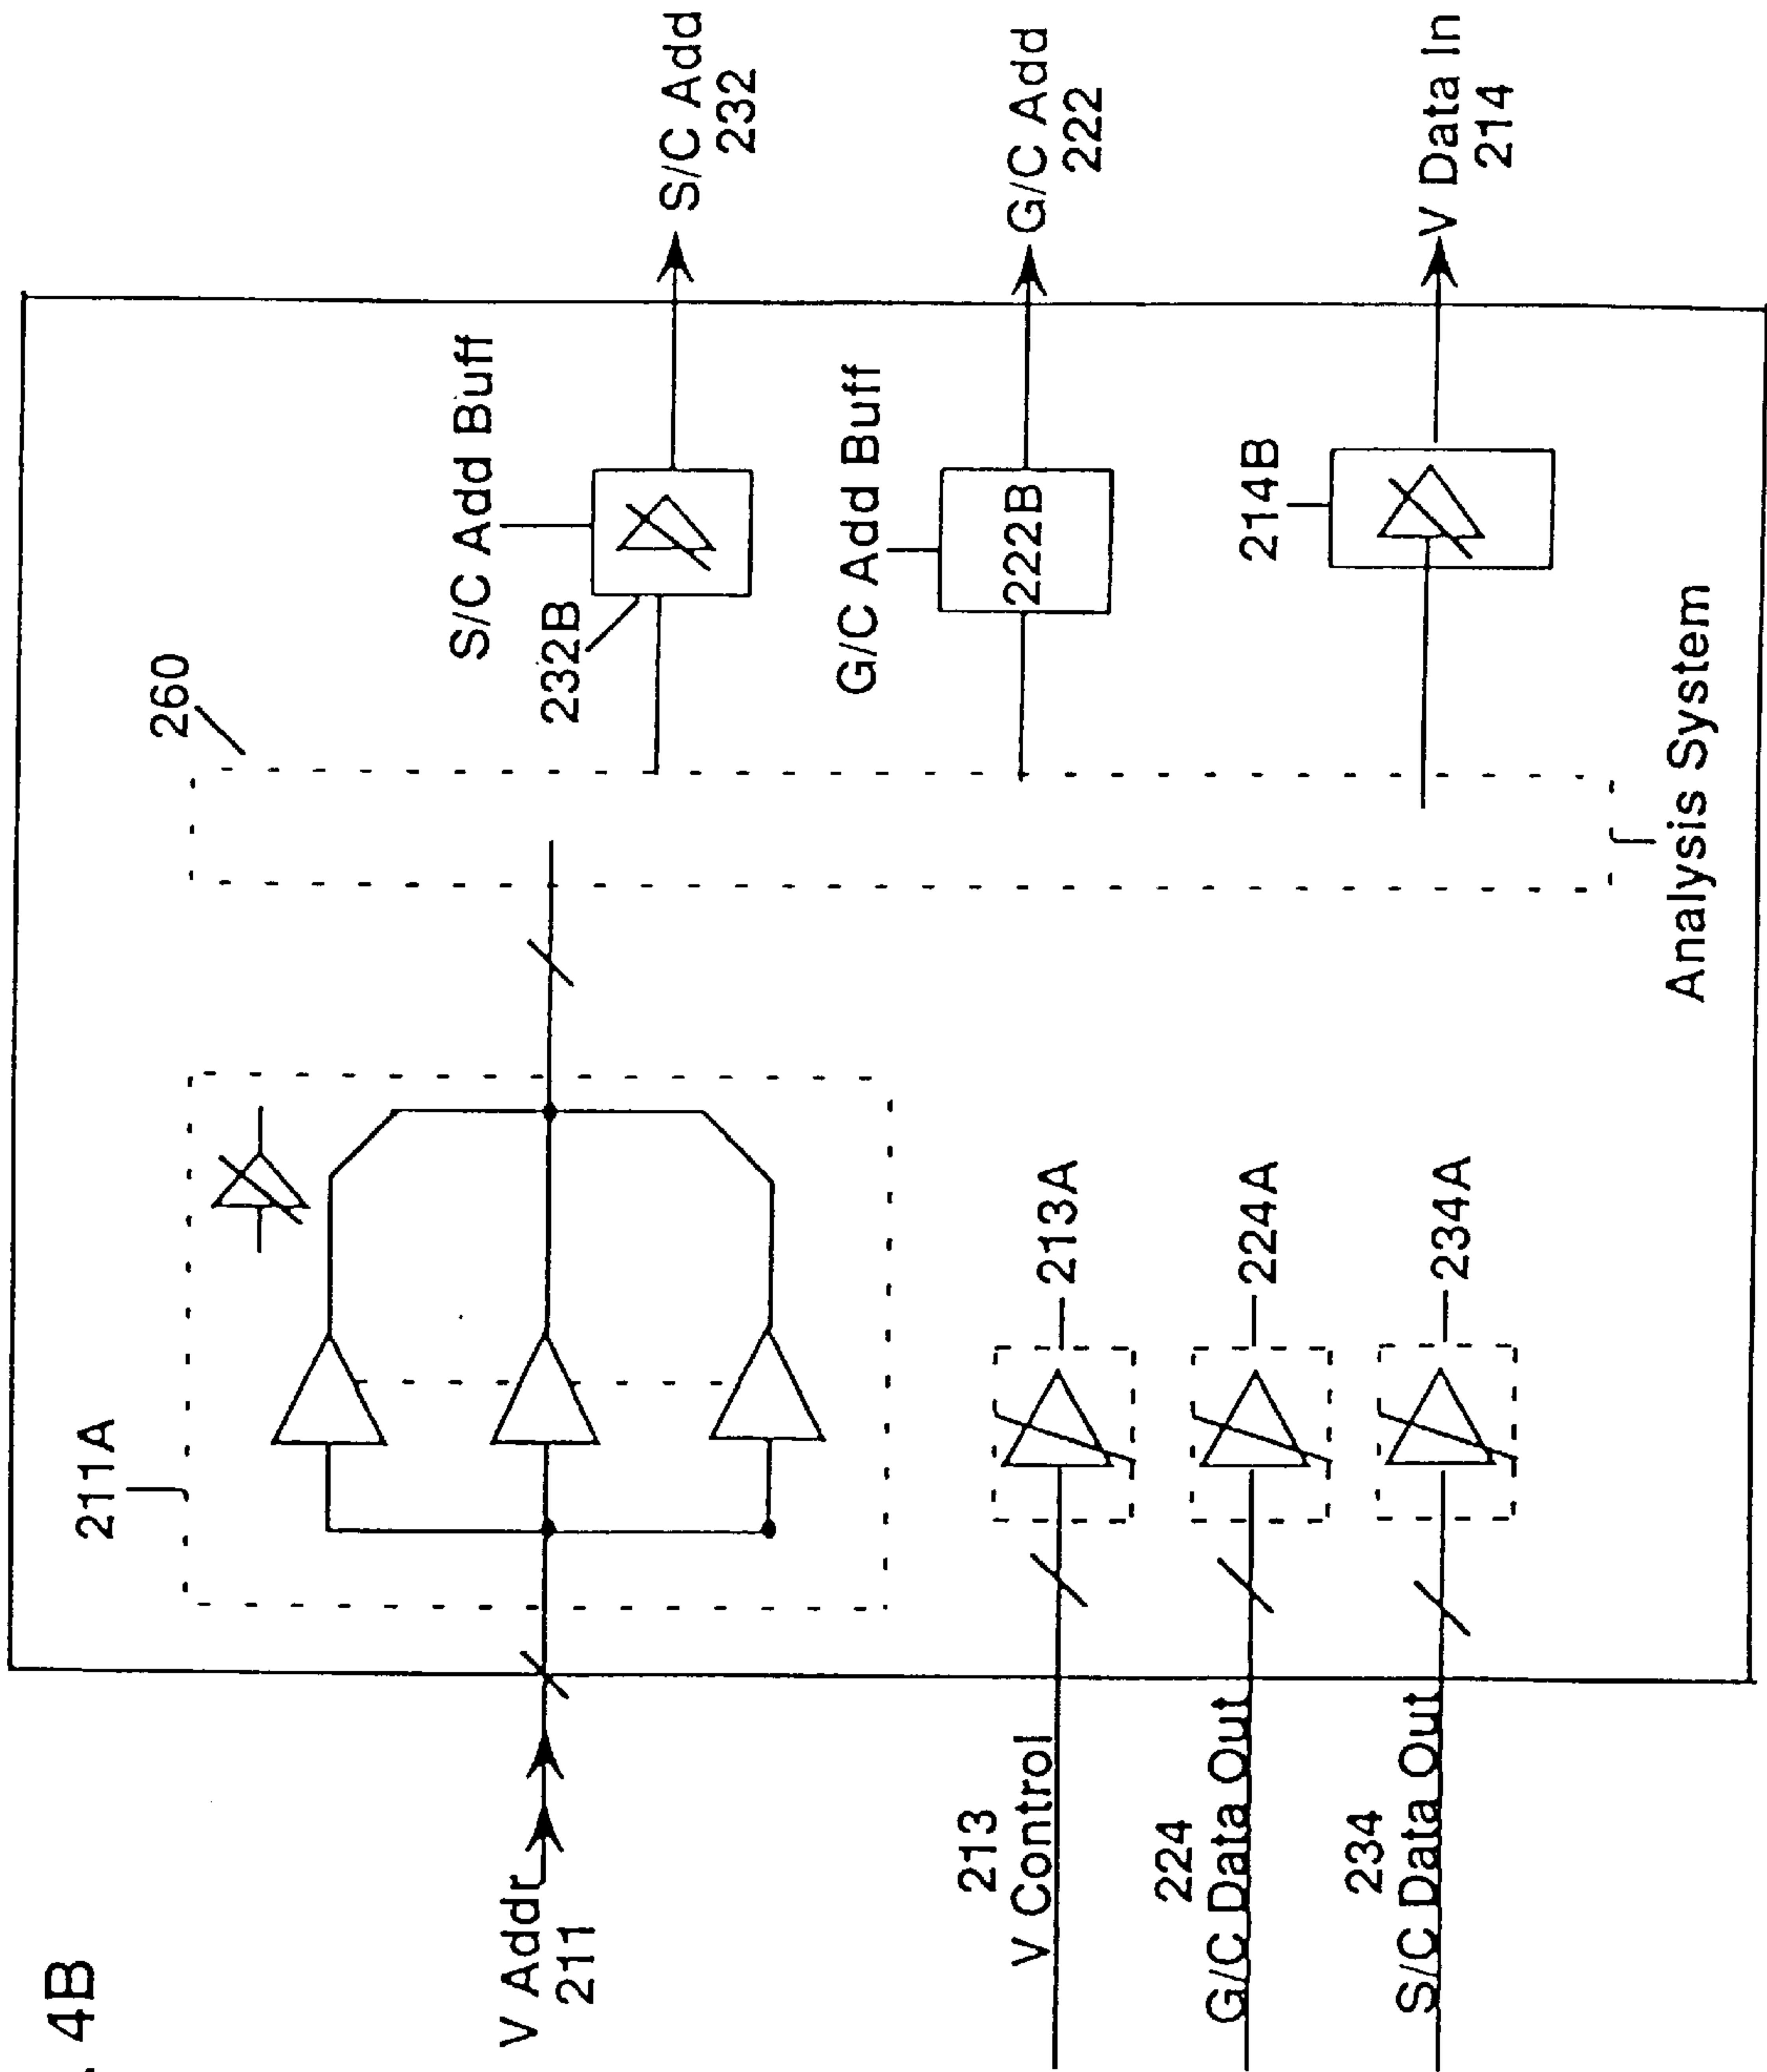 4B
211A
V Addr
211
213
V Control
224
G/C Data Out
234
S/C Data Out
213A
224A
234A
260
Analysis System
S/C Add Buff
232B
G/C Add Buff
222B
214B
S/C Add
232
G/C Add
222
V Data In
214